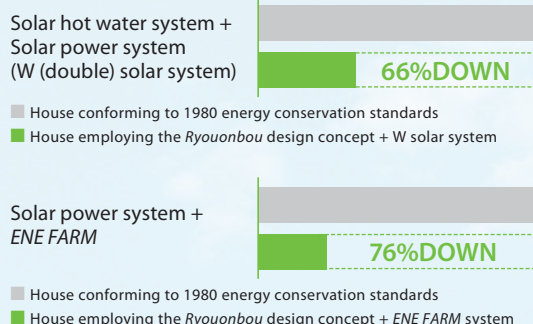 Solar hot water system +
Solar power system
(W (double) solar system)
66%DOWN
House conforming to 1980 energy conservation standards
House employing the Ryouonbou design concept + W solar system
Solar power system +
ENE FARM
76%DOWN
House conforming to 1980 energy conservation standards
House employing the Ryouonbou design concept + ENE FARM system